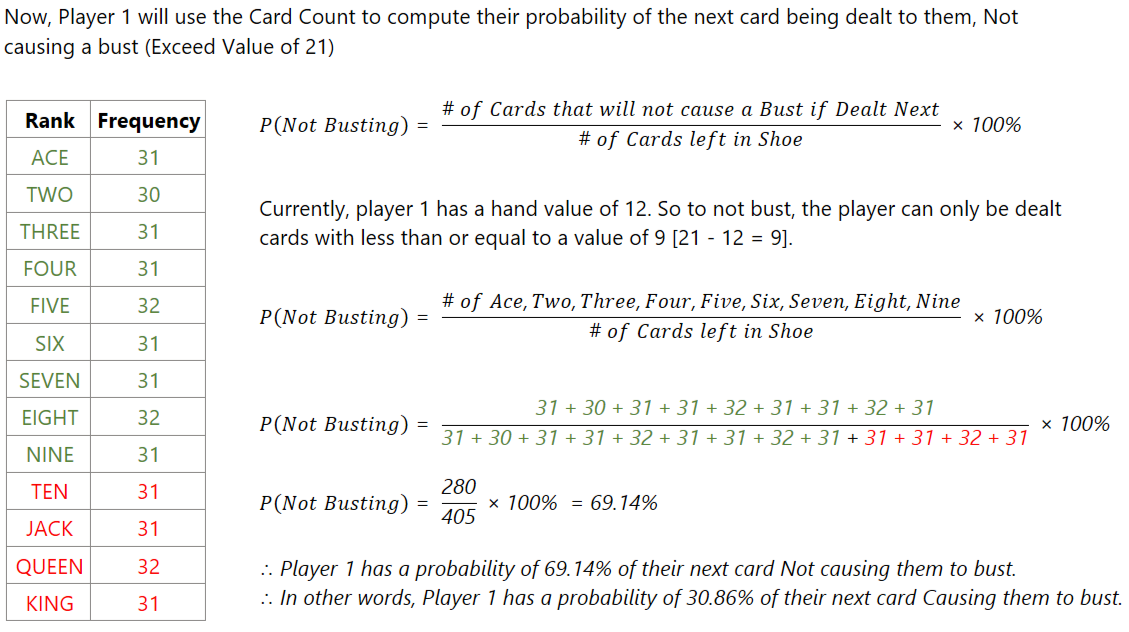 Now, Player 1 will use the Card Count to compute their probability of the next card being dealt to them, Not
causing a bust (Exceed Value of 21)
Rank Frequency
ACE 31
TWO 30
THREE 31
FOUR 31
FIVE 32
SIX 31
SEVEN 31
EIGHT 32
NINE 31
TEN 31
JACK 31
QUEEN 32
KING 31
P(Not Busting) = # of Cards that will not cause a Bust if Dealt Next / # of Cards left in Shoe × 100%
Currently, player 1 has a hand value of 12. So to not bust, the player can only be dealt
cards with less than or equal to a value of 9 [21 - 12 = 9].
P(Not Busting) = # of Ace, Two, Three, Four, Five, Six, Seven, Eight, Nine / # of Cards left in Shoe × 100%
P(Not Busting) = 31 + 30 + 31 + 31 + 32 + 31 + 31 + 32 + 31 / 31 + 30 + 31 + 31 + 32 + 31 + 31 + 32 + 31 + 31 + 31 + 32 + 31 × 100%
P(Not Busting) = 280 / 405 × 100% = 69.14%
∴ Player 1 has a probability of 69.14% of their next card Not causing them to bust.
∴ In other words, Player 1 has a probability of 30.86% of their next card Causing them to bust.